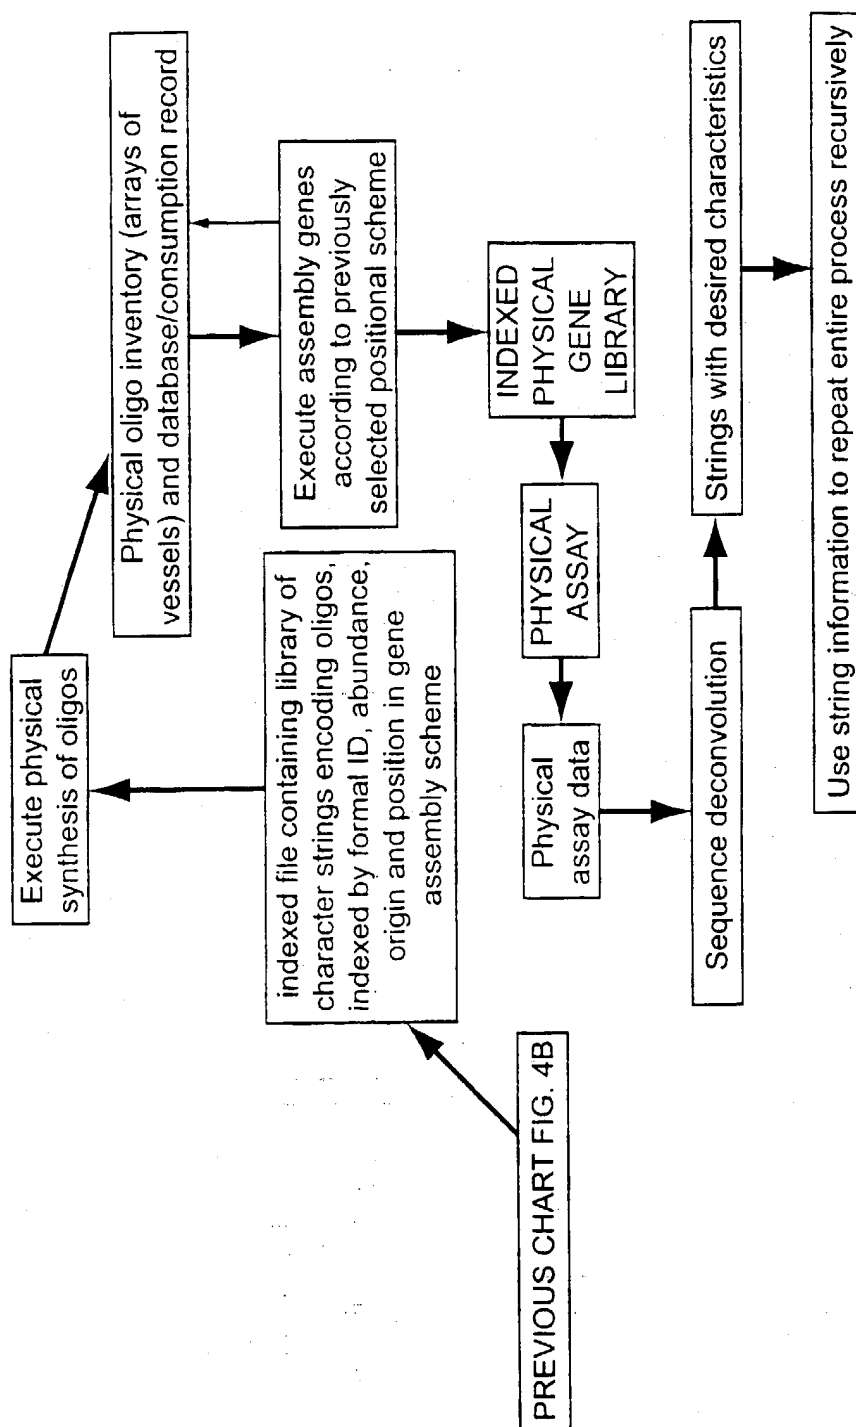 Execute physical
synthesis of oligos
Physical oligo inventory (arrays of
vessels) and database/consumption record
indexed file containing library of
character strings encoding oligos,
indexed by formal ID, abundance,
origin and position in gene
assembly scheme
Execute assembly genes
according to previously
selected positional scheme
PREVIOUS CHART FIG. 4B
INDEXED
PHYSICAL
GENE
LIBRARY
PHYSICAL
ASSAY
Physical
assay data
Sequence deconvolution
Strings with desired characteristics
Use string information to repeat entire process recursively